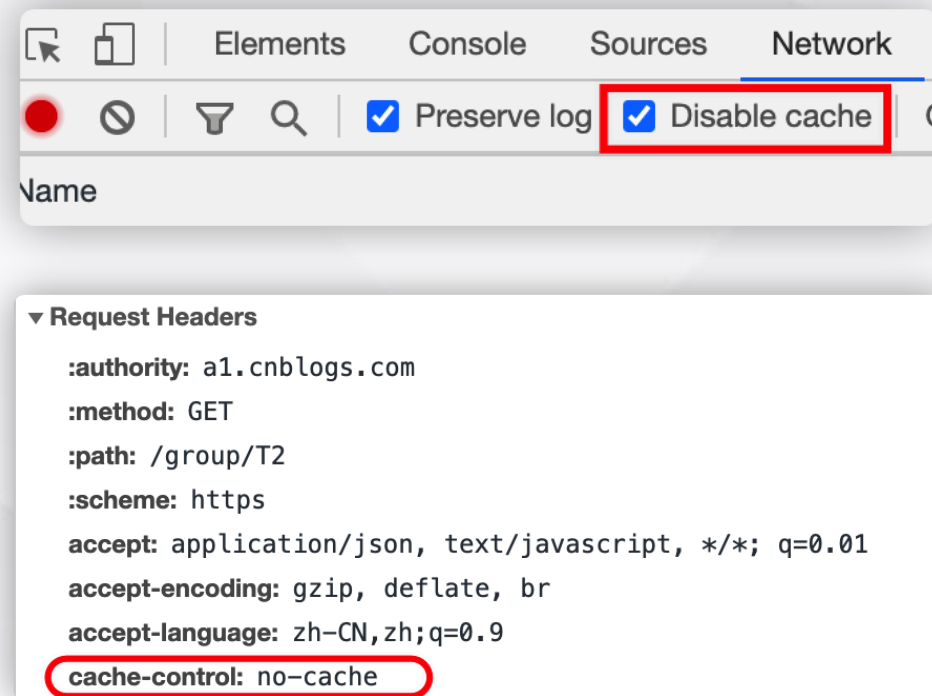 Elements Console Sources Network
Preserve log Disable cache
Name
Request Headers
:authority: a1.cnblogs.com
:method: GET
:path: /group/T2
:scheme: https
accept: application/json, text/javascript, */*; q=0.01
accept-encoding: gzip, deflate, br
accept-language: zh-CN,zh;q=0.9
cache-control: no-cache